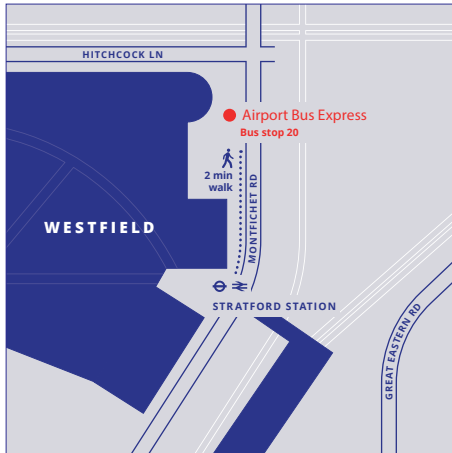 HITCHCOCK LN
Airport Bus Express
Bus stop 20
2 min
walk
MONTFICHET RD
WESTFIELD
STRATFORD STATION
GREAT EASTERN RD